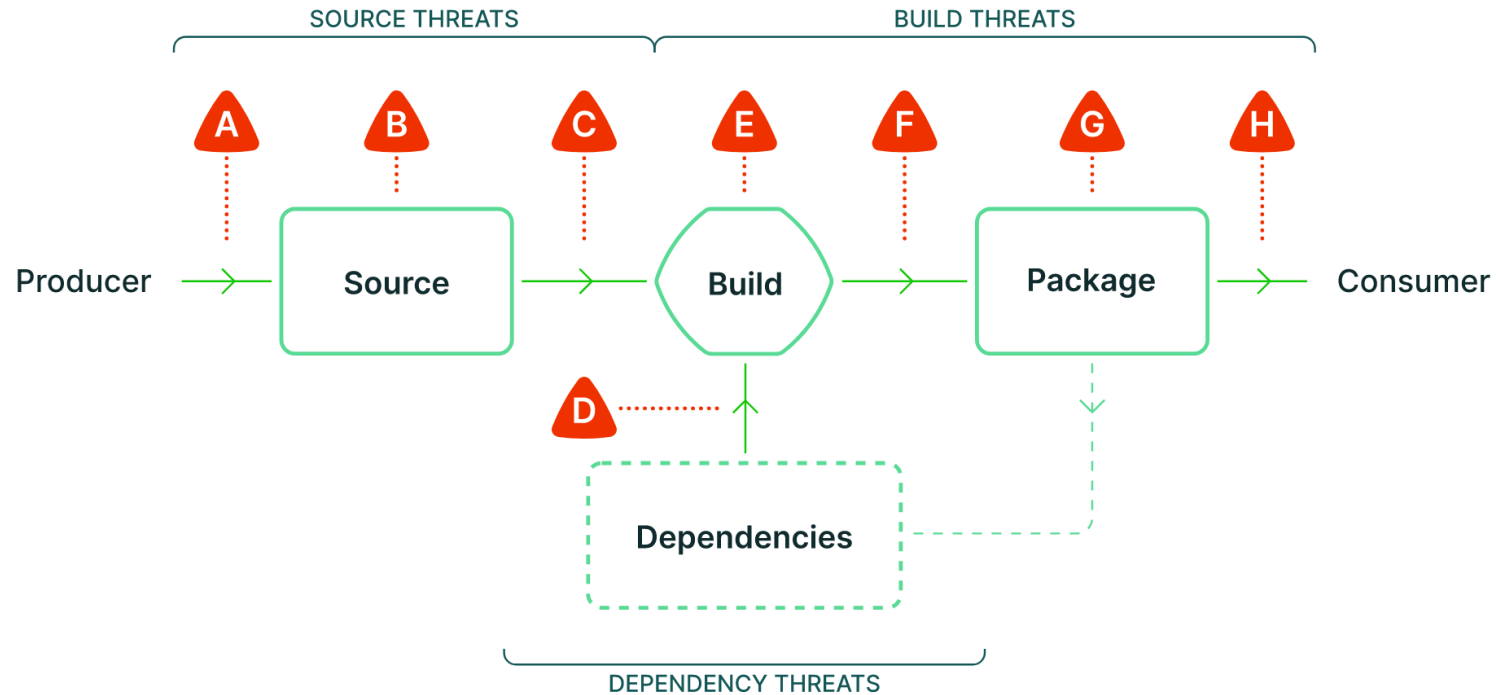 SOURCE THREATS
BUILD THREATS
A
B
C
E
F
G
H
Producer
Source
Build
Package
Consumer
D
Dependencies
DEPENDENCY THREATS